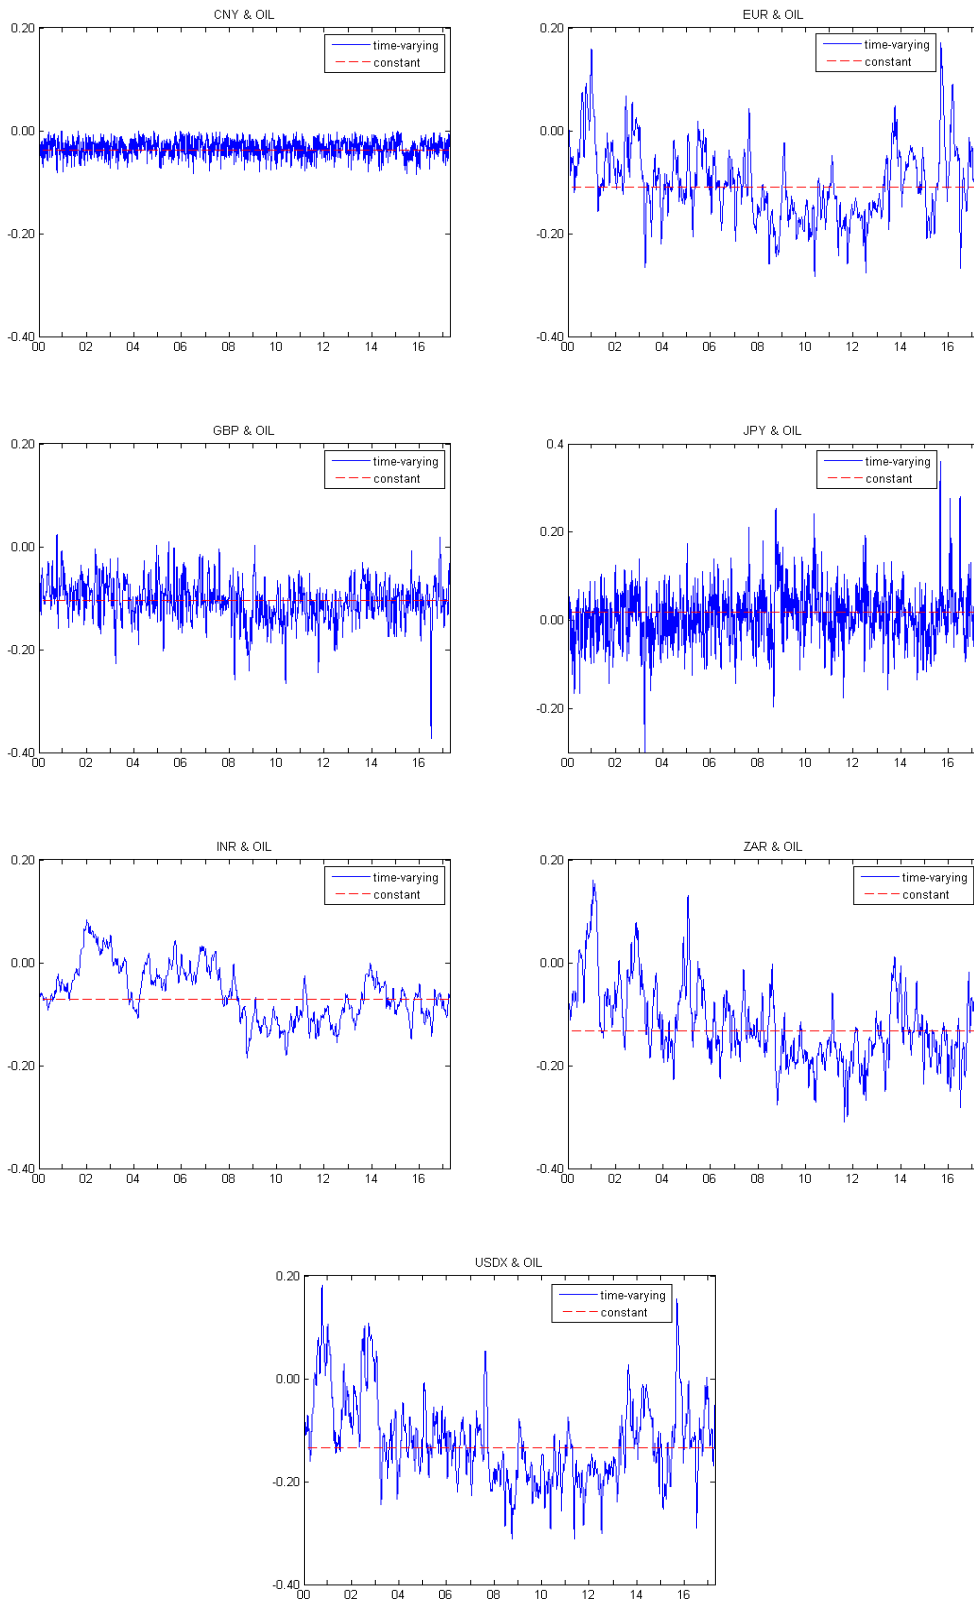 CNY & OIL
0.20
0.00
-0.20
-0.40
time-varying
constant
00 02 04 06 08 10 12 14 16
EUR & OIL
0.20
0.00
-0.20
-0.40
time-varying
constant
00 02 04 06 08 10 12 14 16
GBP & OIL
0.20
0.00
-0.20
-0.40
time-varying
constant
00 02 04 06 08 10 12 14 16
JPY & OIL
0.4
0.20
0.00
-0.20
time-varying
constant
00 02 04 06 08 10 12 14 16
INR & OIL
0.20
0.00
-0.20
-0.40
time-varying
constant
00 02 04 06 08 10 12 14 16
ZAR & OIL
0.20
0.00
-0.20
-0.40
time-varying
constant
00 02 04 06 08 10 12 14 16
USDX & OIL
0.20
0.00
-0.20
-0.40
time-varying
constant
00 02 04 06 08 10 12 14 16